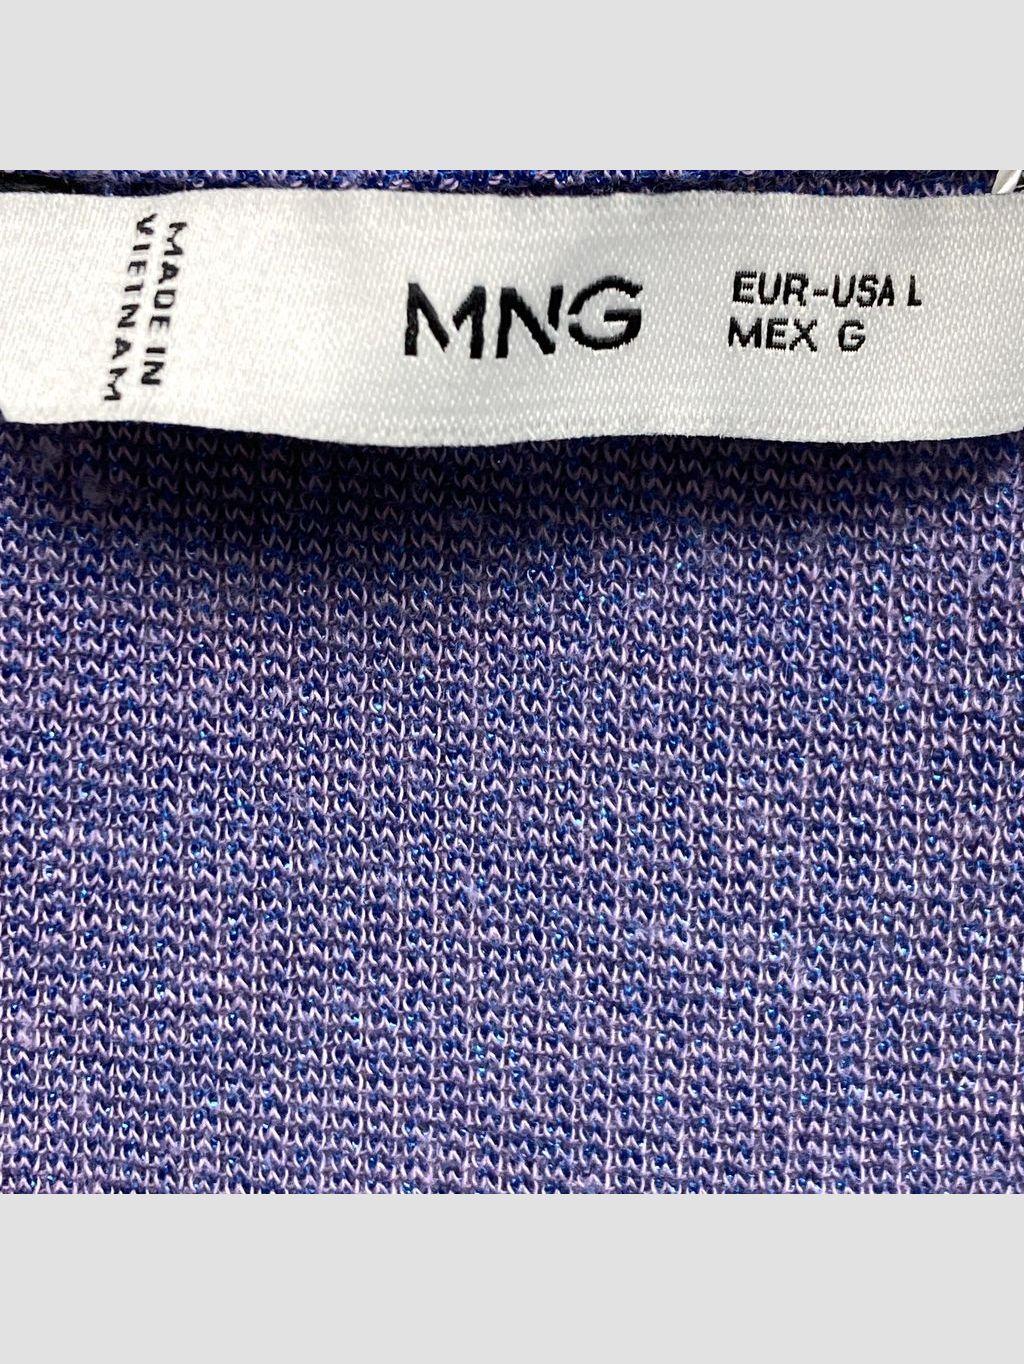 MADE IN
VIETNAM
MNG
EUR-USA L
MEX G